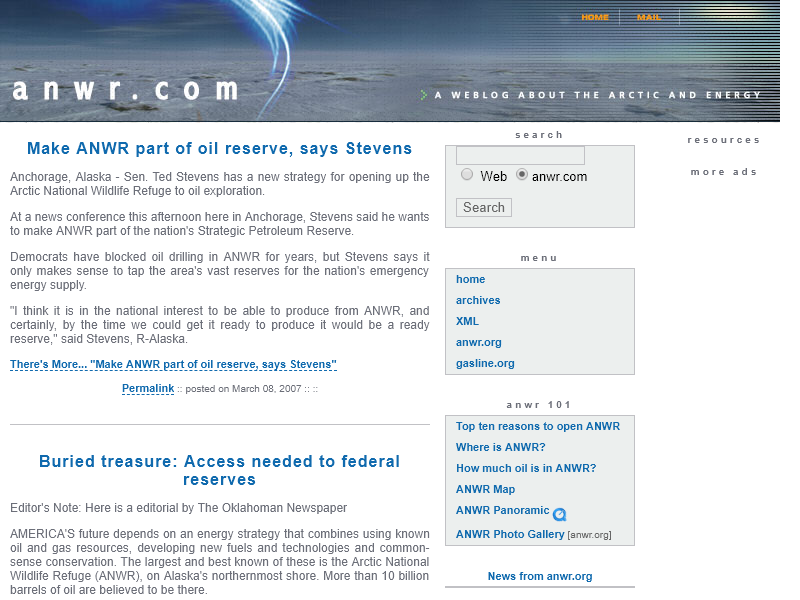 HOME
MAIL
anwr.com
A WEBLOG ABOUT THE ARCTIC AND ENERGY
Make ANWR part of oil reserve, says Stevens
Anchorage, Alaska - Sen. Ted Stevens has a new strategy for opening up the
Arctic National Wildlife Refuge to oil exploration.
At a news conference this afternoon here in Anchorage, Stevens said he wants
to make ANWR part of the nation's Strategic Petroleum Reserve.
Democrats have blocked oil drilling in ANWR for years, but Stevens says it
only makes sense to tap the area's vast reserves for the nation's emergency
energy supply.
"I think it is in the national interest to be able to produce from ANWR, and
certainly, by the time we could get it ready to produce it would be a ready
reserve," said Stevens, R-Alaska.
There's More... "Make ANWR part of oil reserve, says Stevens"
Permalink :: posted on March 08, 2007 :: ::
Buried treasure: Access needed to federal
reserves
Editor's Note: Here is a editorial by The Oklahoman Newspaper
AMERICA'S future depends on an energy strategy that combines using known
oil and gas resources, developing new fuels and technologies and common-
sense conservation. The largest and best known of these is the Arctic National
Wildlife Refuge (ANWR), on Alaska's northernmost shore. More than 10 billion
barrels of oil are believed to be there.
search
Web anwr.com
Search
menu
home
archives
XML
anwr.org
gasline.org
anwr 101
Top ten reasons to open ANWR
Where is ANWR?
How much oil is in ANWR?
ANWR Map
ANWR Panoramic
ANWR Photo Gallery [anwr.org]
News from anwr.org
resources
more ads